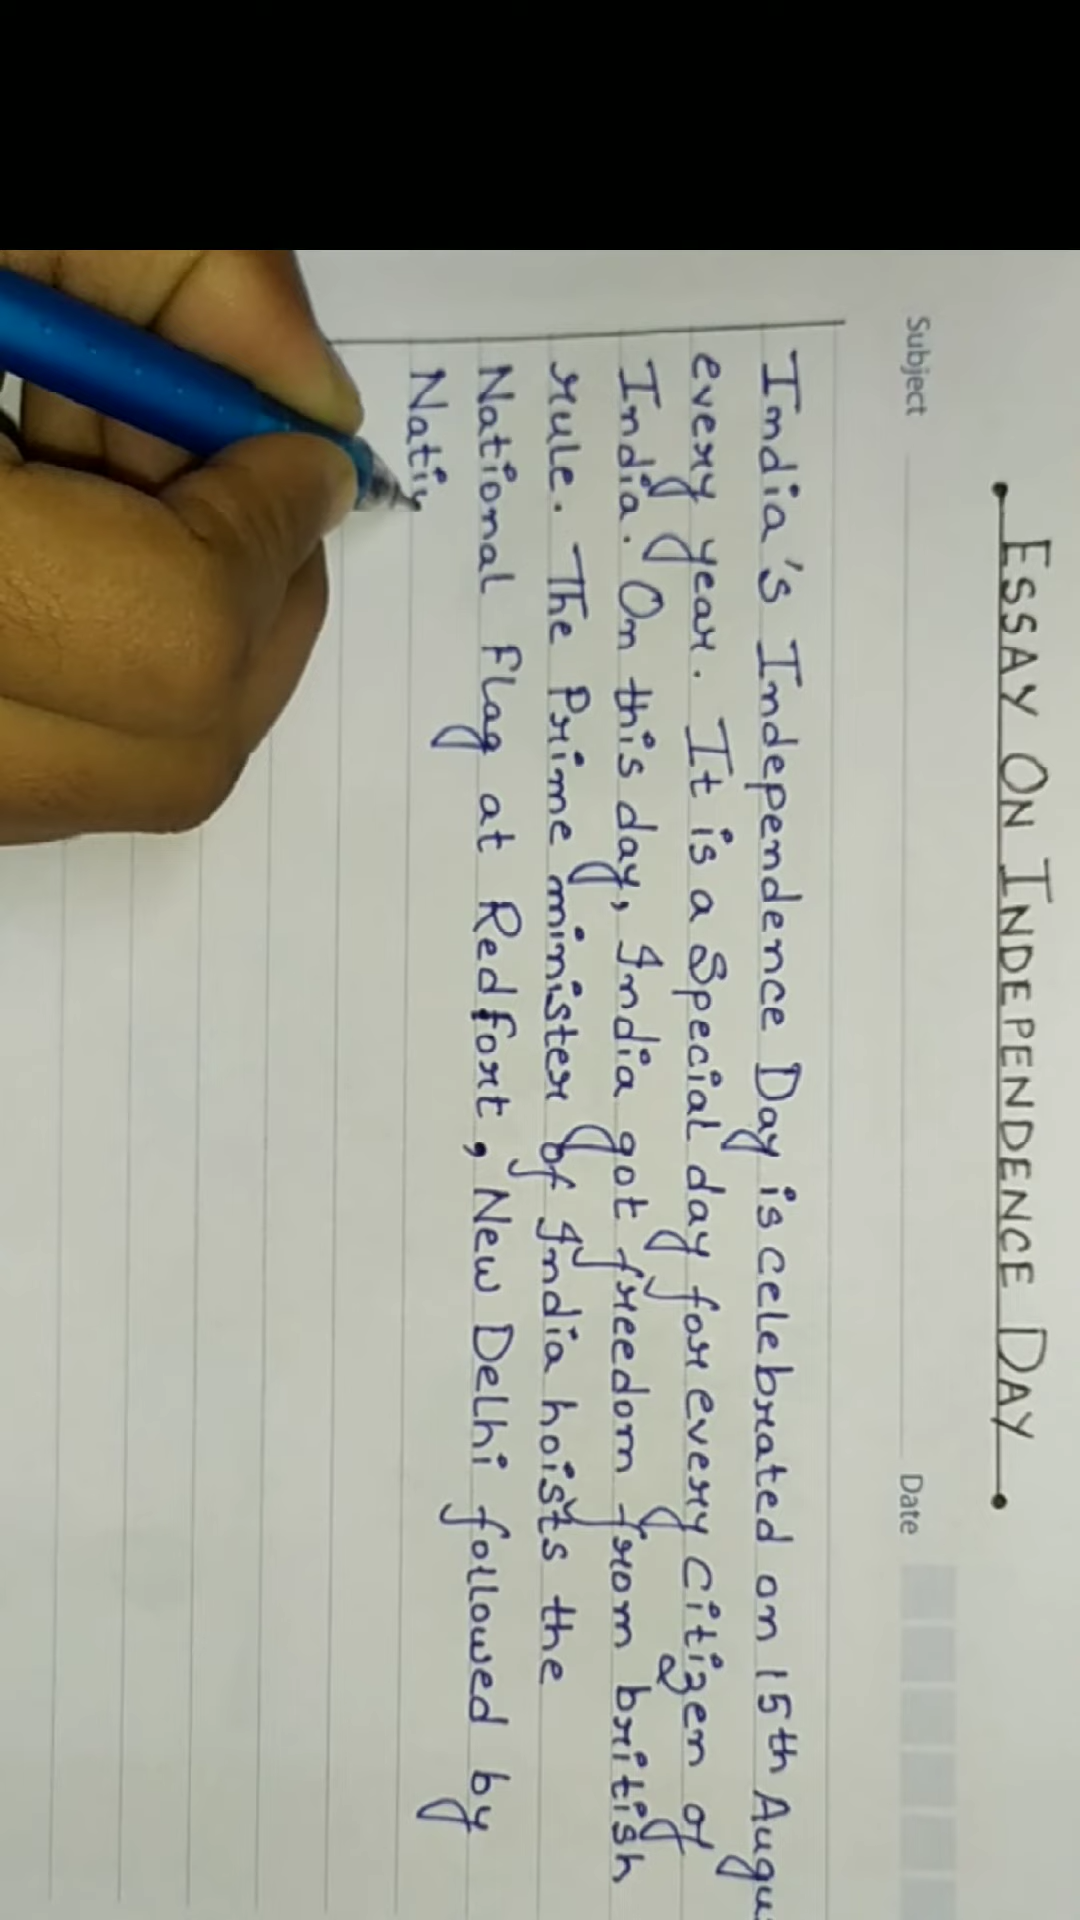 ESSAY ON INDEPENDENCE DAY
Subject Date
India's Independence Day is celebrated on 15th Augu
every year. It is a Special day for every citizen of
India. On this day, India got freedom from british
rule. The Prime minister of India hoists the
National Flag at Redfort, New Delhi followed by
Nati